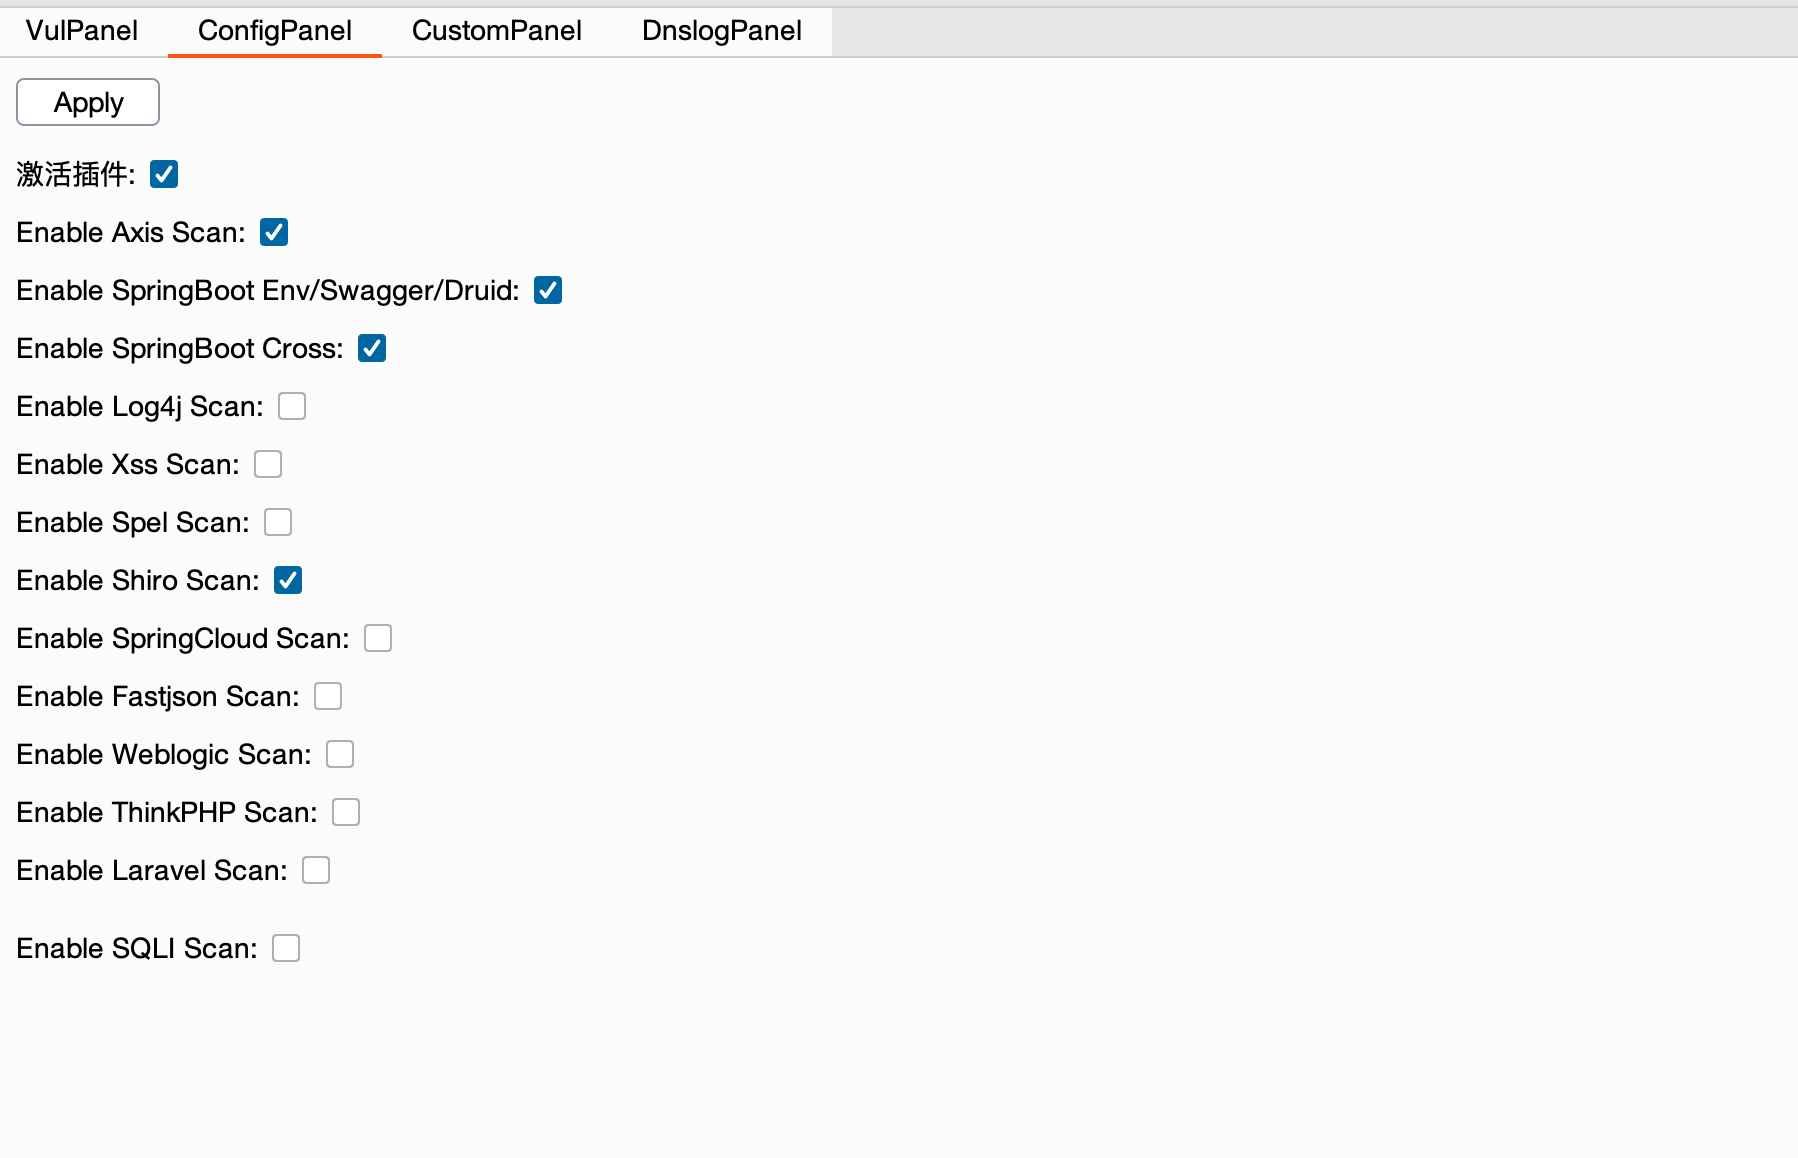 VulPanel ConfigPanel CustomPanel DnslogPanel
Apply
激活插件:
Enable Axis Scan:
Enable SpringBoot Env/Swagger/Druid:
Enable SpringBoot Cross:
Enable Log4j Scan:
Enable Xss Scan:
Enable Spel Scan:
Enable Shiro Scan:
Enable SpringCloud Scan:
Enable Fastjson Scan:
Enable Weblogic Scan:
Enable ThinkPHP Scan:
Enable Laravel Scan:
Enable SQLI Scan: